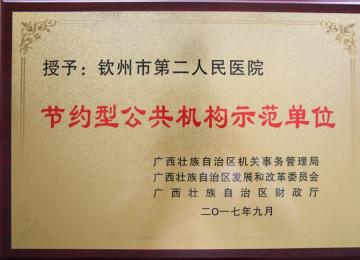 授予：钦州市第二人民医院
节约型公共机构示范单位
广西壮族自治区机关事务管理局
广西壮族自治区发展和改革委员会
广西壮族自治区财政厅
二〇一七年九月